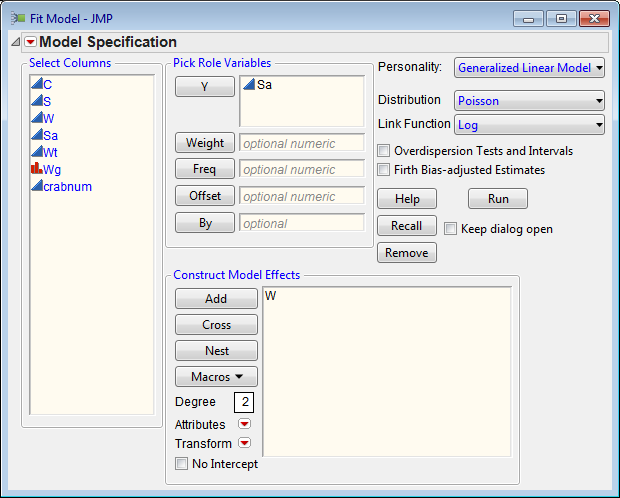 Fit Model - JMP
Model Specification
Select Columns
C
S
W
Sa
Wt
Wg
crabnum
Pick Role Variables
Y
Sa
Weight
optional numeric
Freq
optional numeric
Offset
optional numeric
By
optional
Personality:
Generalized Linear Model
Distribution
Poisson
Link Function
Log
Overdispersion Tests and Intervals
Firth Bias-adjusted Estimates
Help
Run
Recall
Keep dialog open
Remove
Construct Model Effects
Add
W
Cross
Nest
Macros
Degree
2
Attributes
Transform
No Intercept